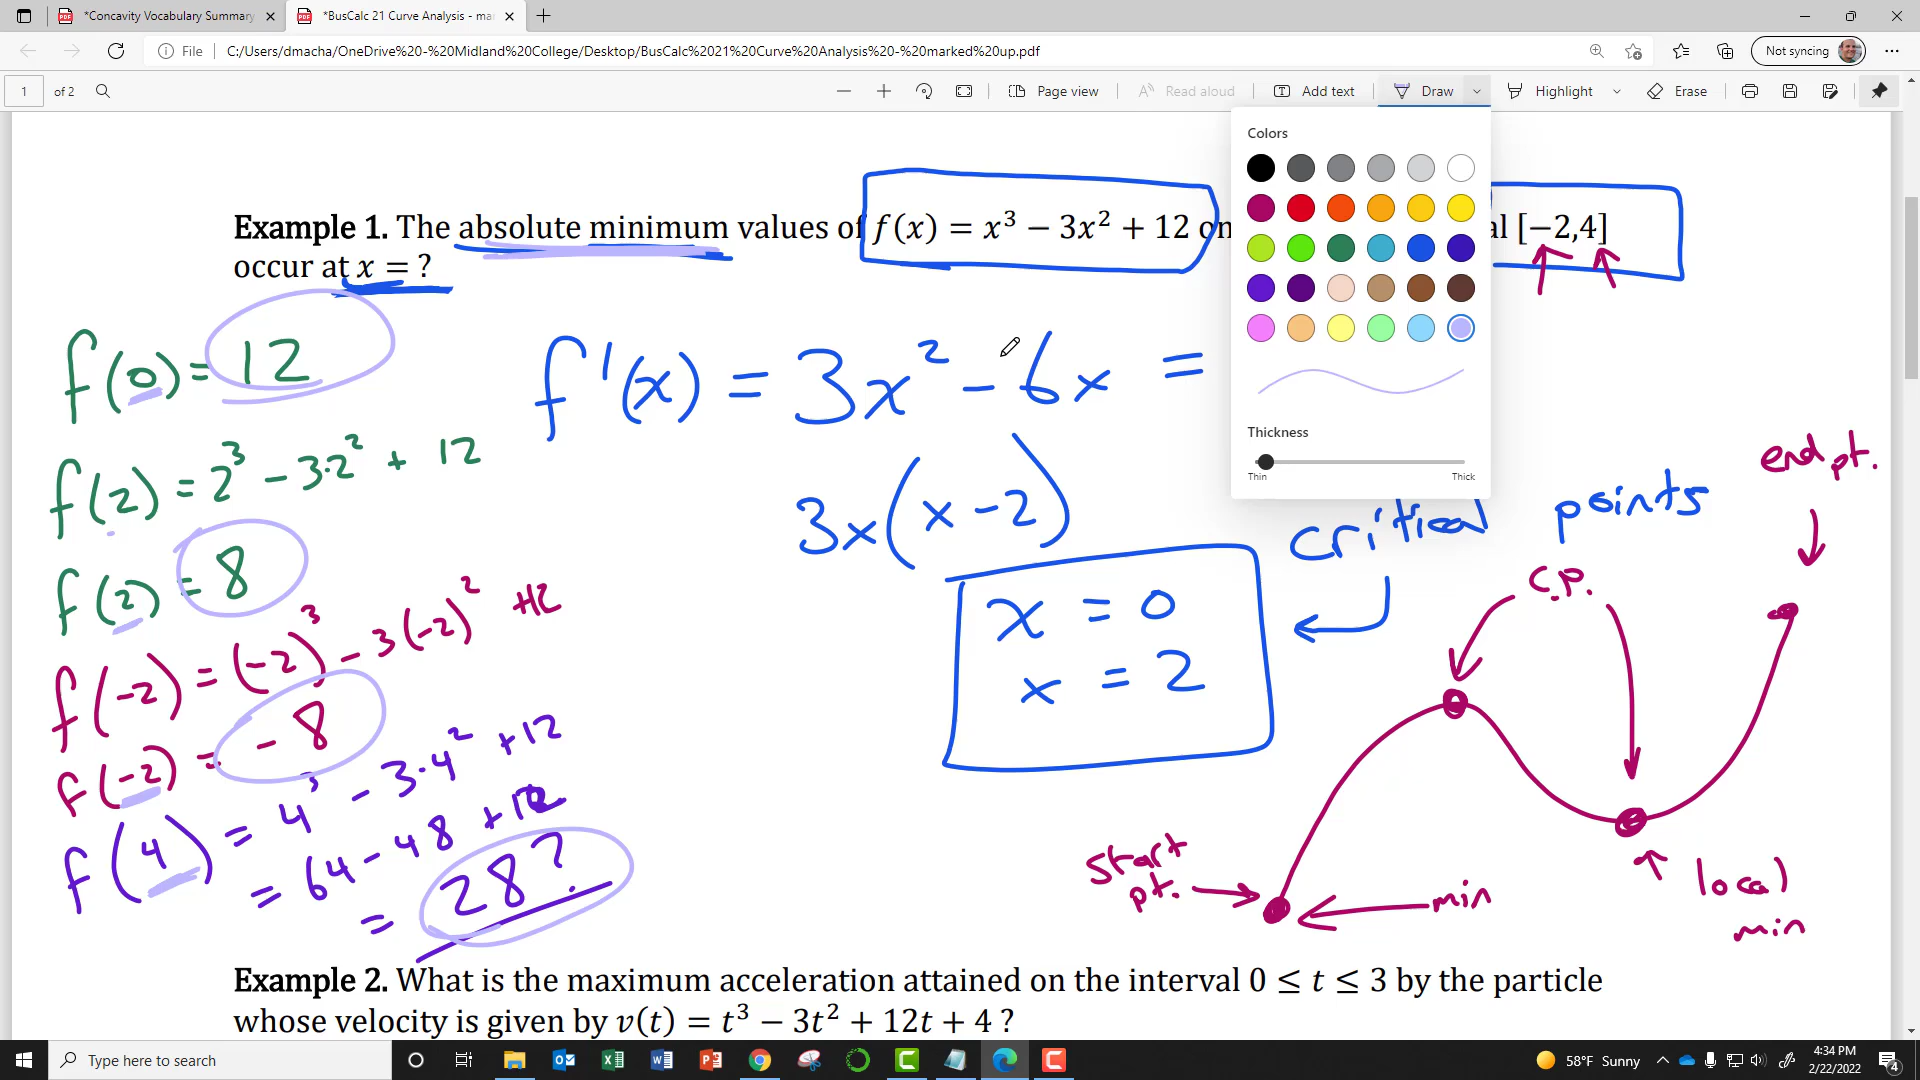 *Concavity Vocabulary Summary
*BusCalc 21 Curve Analysis - mar
File
C:/Users/dmacha/OneDrive%20-%20Midland%20College/Desktop/BusCalc%2021%20Curve%20Analysis%20-%20marked%20up.pdf
Not syncing
1 of 2
Page view
Read aloud
Add text
Draw
Highlight
Erase
Colors
Thickness
Thin
Thick
Example 1. The absolute minimum values of f(x) = x³ − 3x² + 12 on
al [−2,4]
occur at x = ?
f(0) = 12
f(2) = 2³ - 3·2² + 12
f(2) = 8
f(-2) = (-2)³ - 3(-2)² +12
f(-2) = -8
f(4) = 4³ - 3·4² +12
= 64 - 48 +12
= 28?
f'(x) = 3x² - 6x =
3x(x-2)
x = 0
x = 2
critical points
end pt.
c.p.
start pt.
min
local min
Example 2. What is the maximum acceleration attained on the interval 0 ≤ t ≤ 3 by the particle
whose velocity is given by v(t) = t³ − 3t² + 12t + 4 ?
Type here to search
58°F Sunny
4:34 PM
2/22/2022
4